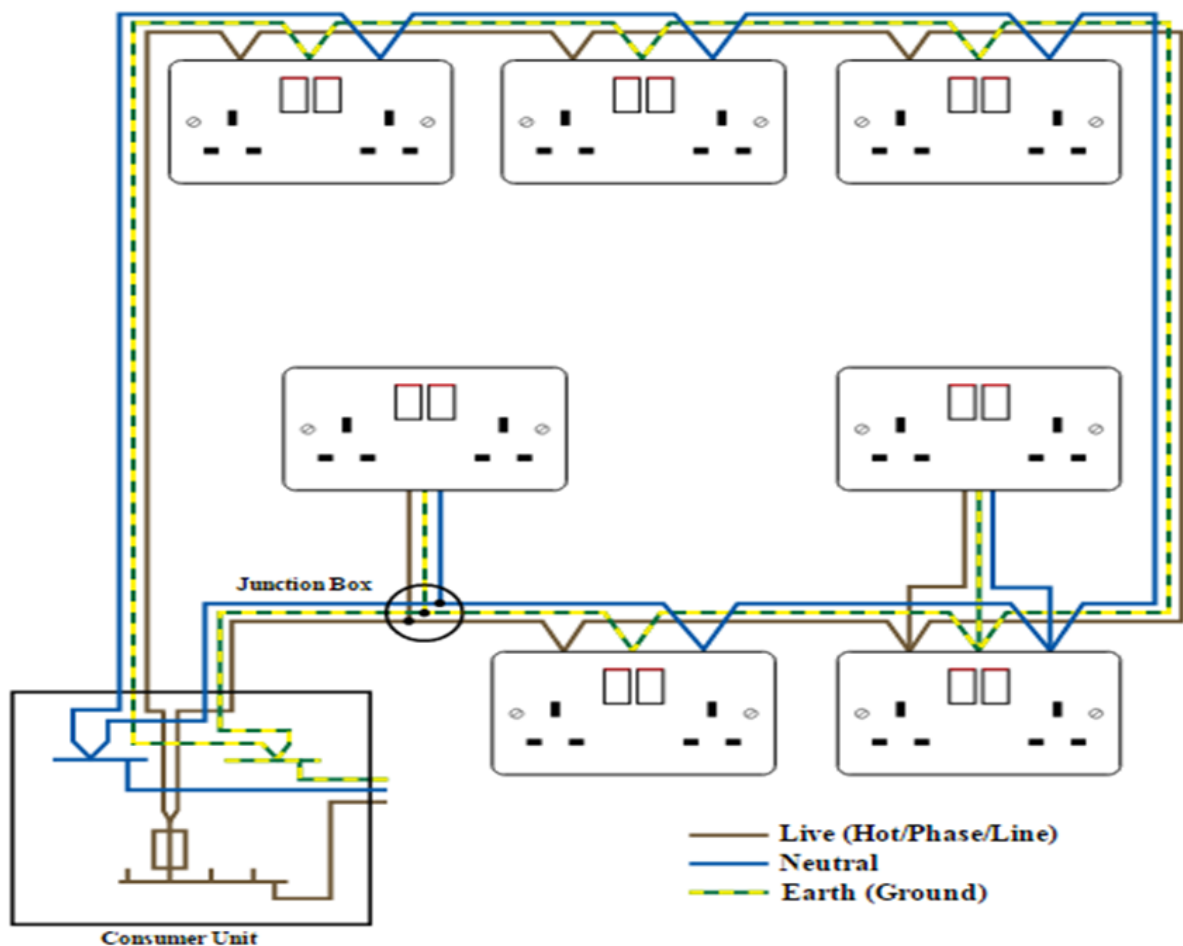 Junction Box
Live (Hot/Phase/Line)
Neutral
Earth (Ground)
Consumer Unit